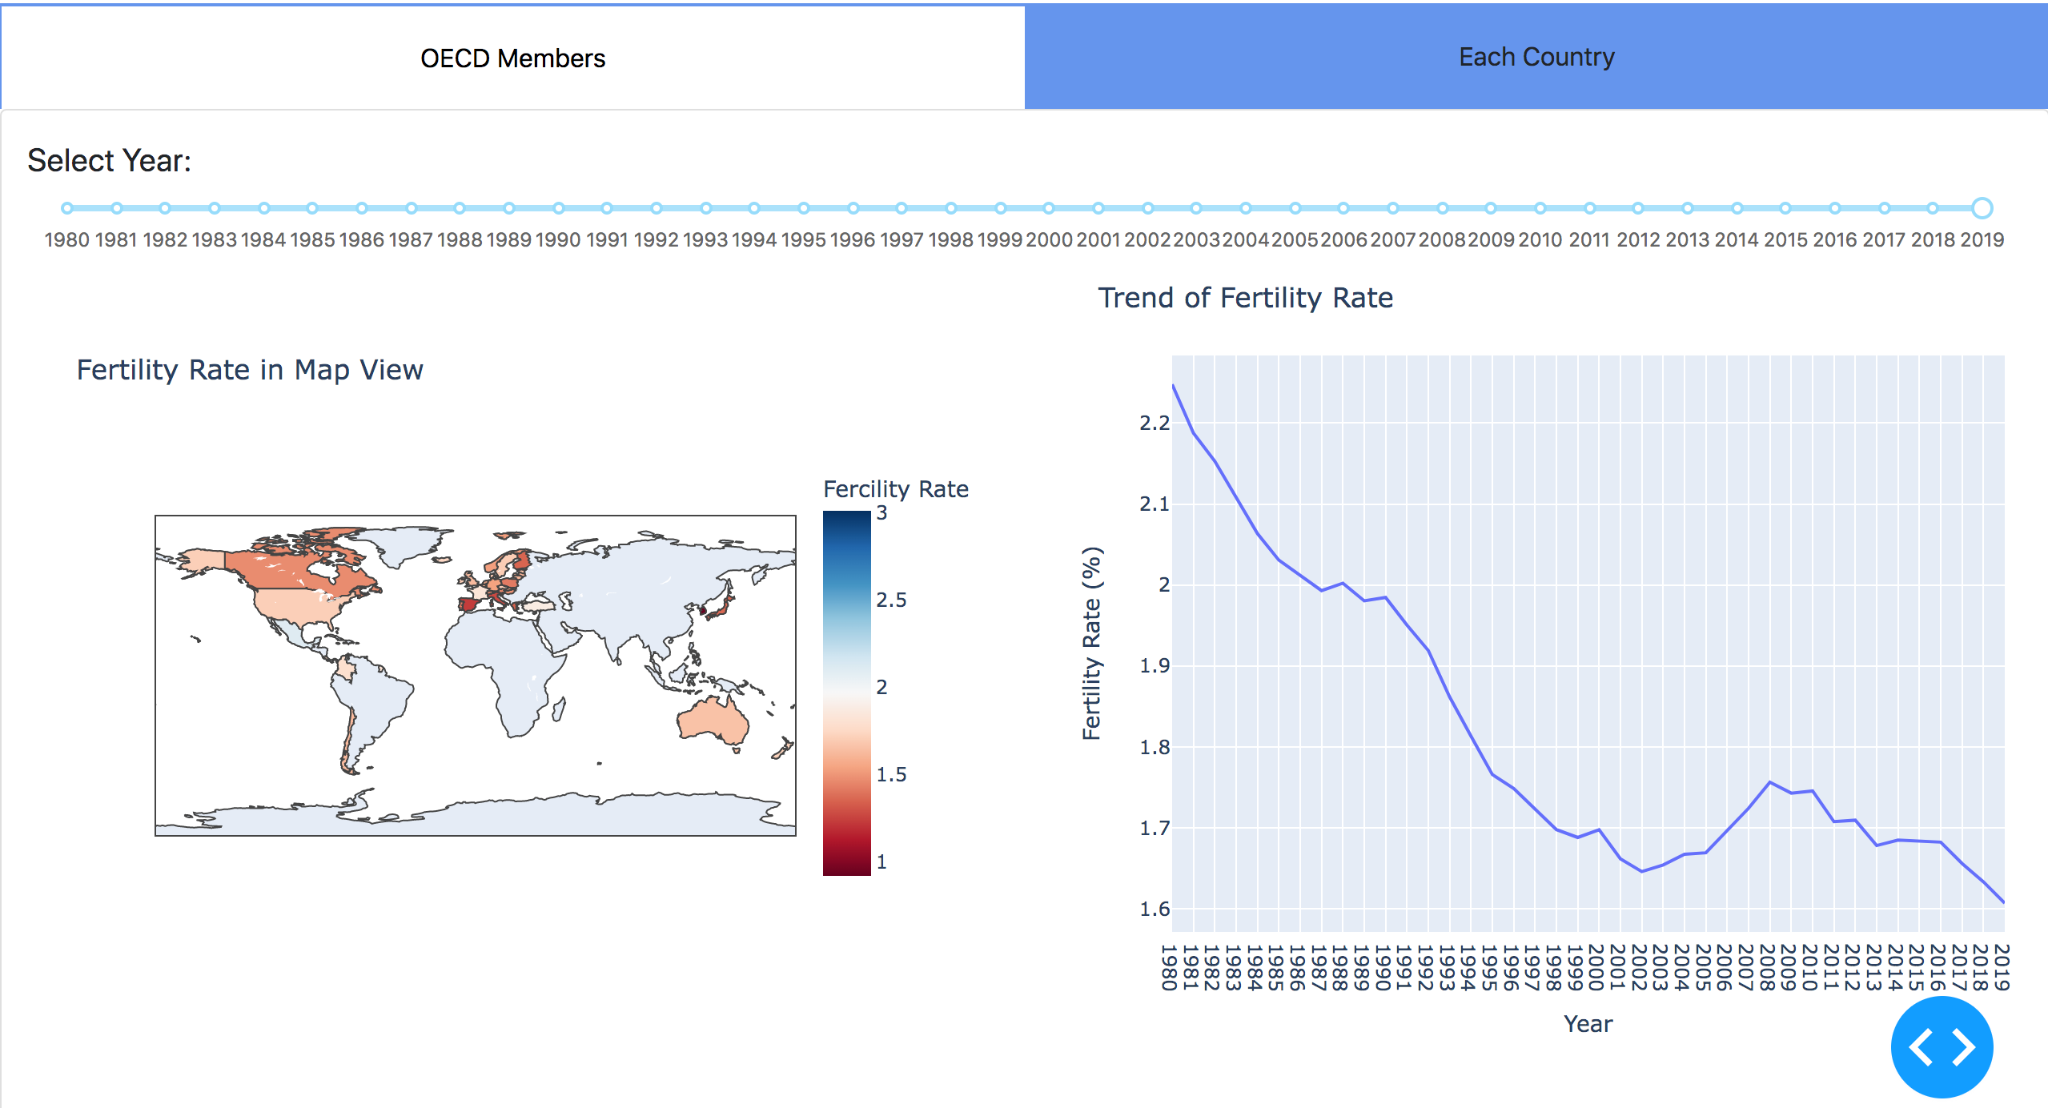 OECD Members
Each Country
Select Year:
1980 1981 1982 1983 1984 1985 1986 1987 1988 1989 1990 1991 1992 1993 1994 1995 1996 1997 1998 1999 2000 2001 2002 2003 2004 2005 2006 2007 2008 2009 2010 2011 2012 2013 2014 2015 2016 2017 2018 2019
Fertility Rate in Map View
Fercility Rate
3
2.5
2
1.5
1
Trend of Fertility Rate
Fertility Rate (%)
2.2
2.1
2
1.9
1.8
1.7
1.6
1980 1981 1982 1983 1984 1985 1986 1987 1988 1989 1990 1991 1992 1993 1994 1995 1996 1997 1998 1999 2000 2001 2002 2003 2004 2005 2006 2007 2008 2009 2010 2011 2012 2013 2014 2015 2016 2017 2018 2019
Year